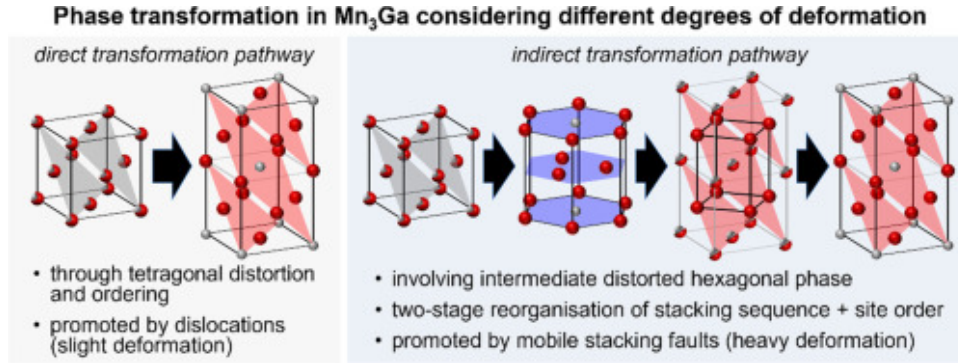 Phase transformation in Mn₃Ga considering different degrees of deformation
direct transformation pathway
• through tetragonal distortion
and ordering
• promoted by dislocations
(slight deformation)
indirect transformation pathway
• involving intermediate distorted hexagonal phase
• two-stage reorganisation of stacking sequence + site order
• promoted by mobile stacking faults (heavy deformation)